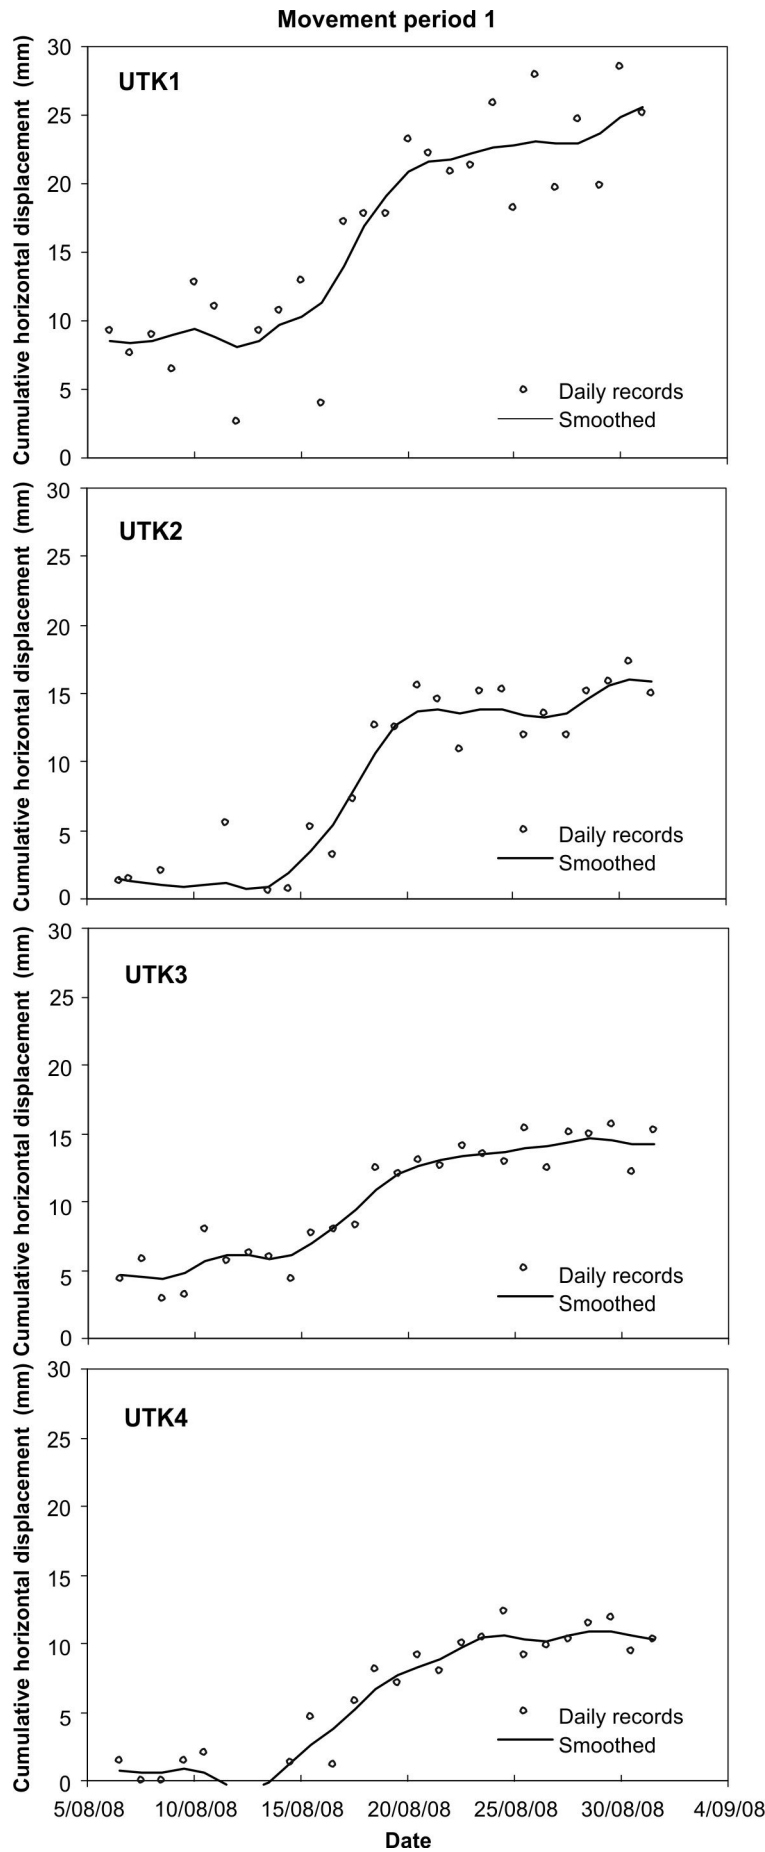 Movement period 1
Cumulative horizontal displacement (mm)
30
25
20
15
10
5
0
UTK1
Daily records
Smoothed
Cumulative horizontal displacement (mm)
30
25
20
15
10
5
0
UTK2
Daily records
Smoothed
Cumulative horizontal displacement (mm)
30
25
20
15
10
5
0
UTK3
Daily records
Smoothed
Cumulative horizontal displacement (mm)
30
25
20
15
10
5
0
UTK4
Daily records
Smoothed
5/08/08 10/08/08 15/08/08 20/08/08 25/08/08 30/08/08 4/09/08
Date